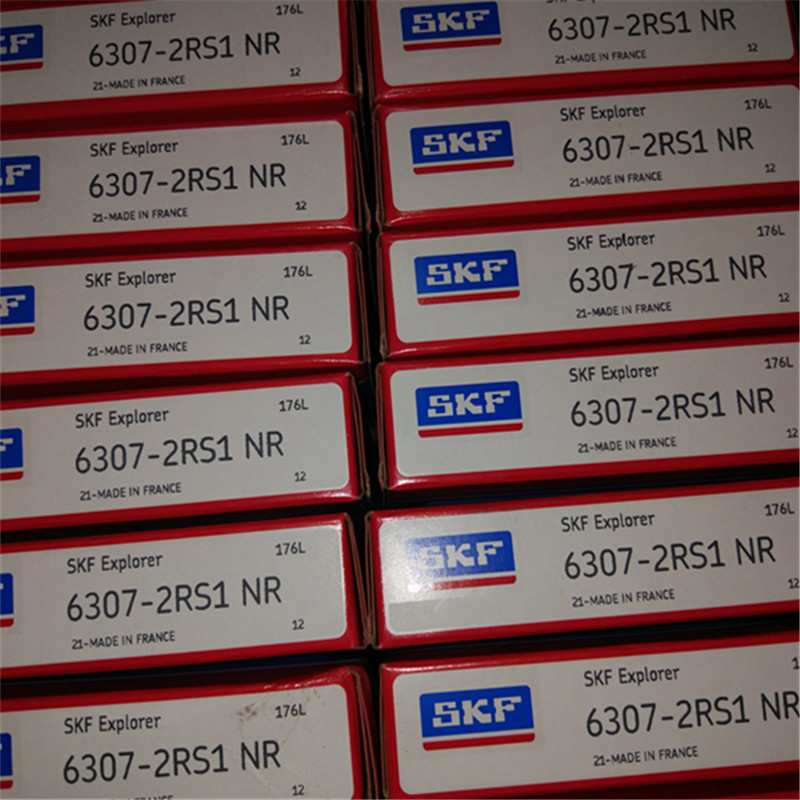 SKF Explorer 176L
6307-2RS1 NR
21-MADE IN FRANCE 12
SKF Explorer 176L
6307-2RS1 NR
21-MADE IN FRANCE 12
SKF Explorer 176L
6307-2RS1 NR
21-MADE IN FRANCE 12
SKF Explorer 176L
6307-2RS1 NR
21-MADE IN FRANCE 12
SKF Explorer 176L
6307-2RS1 NR
21-MADE IN FRANCE 12
SKF Explorer 176L
6307-2RS1 NR
12
SKF
6307-2RS1 NR
21-MADE IN FRANCE 12
SKF
SKF Explorer 176L
6307-2RS1 NR
21-MADE IN FRANCE 12
SKF
SKF Explorer 176L
6307-2RS1 NR
21-MADE IN FRANCE 12
SKF
SKF Explorer 176L
6307-2RS1 NR
21-MADE IN FRANCE 12
SKF
SKF Explorer 176L
6307-2RS1 NR
21-MADE IN FRANCE 12
SKF
SKF Explorer
6307-2RS1 NR
21-MADE IN FRANCE